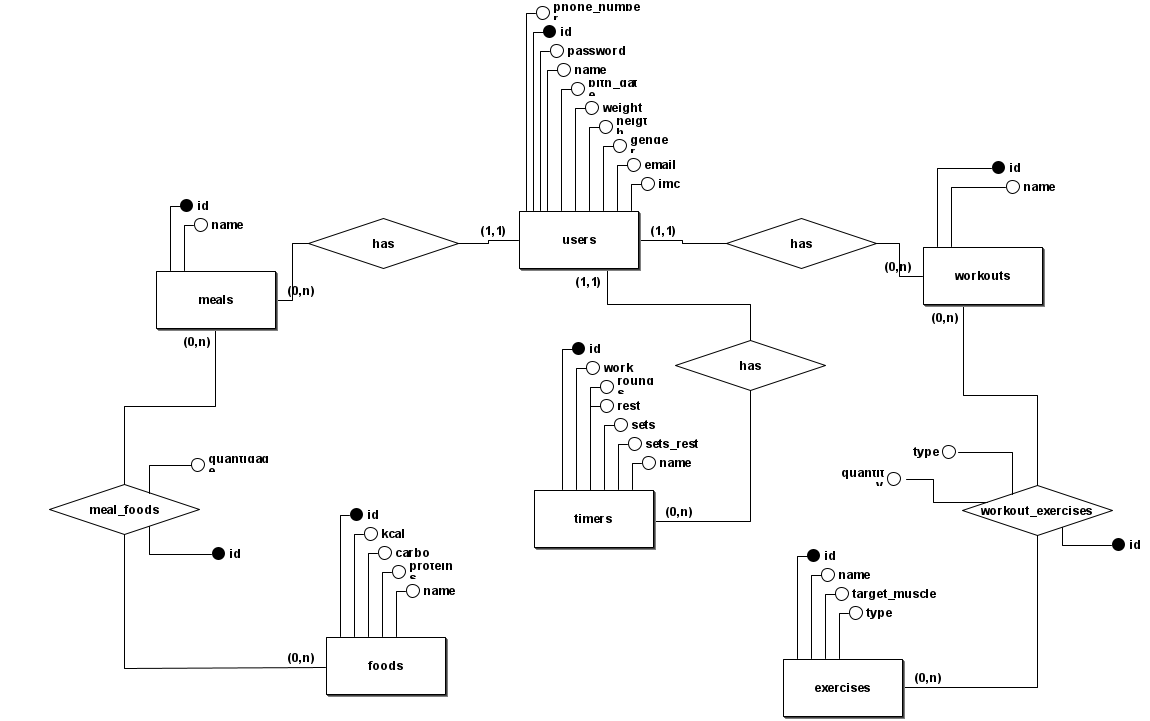 phone_numbe
r
id
password
name
bith_dat
e
weight
heigt
h
gende
r
email
imc
id
name
id
name
has
(1,1)
users
(1,1)
has
(0,n)
workouts
meals
(0,n)
(0,n)
(1,1)
(0,n)
has
id
work
round
s
rest
sets
sets_rest
name
timers
(0,n)
quantidad
e
meal_foods
id
type
quantit
y
workout_exercises
id
id
kcal
carbo
protein
s
name
(0,n)
foods
id
name
target_muscle
type
exercises
(0,n)